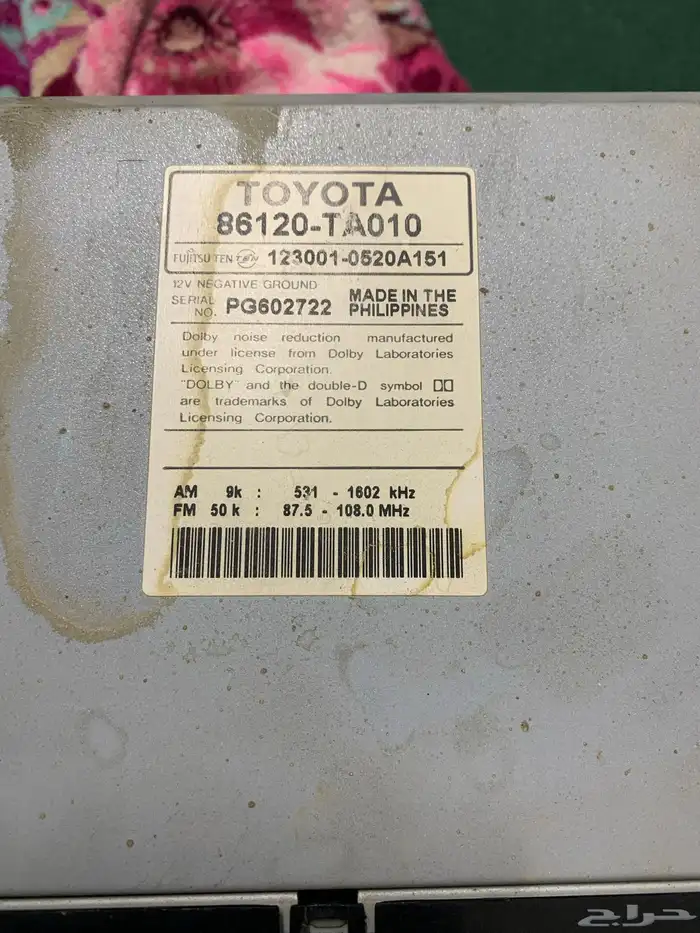 TOYOTA
86120-TA010
FUJITSU TEN TEN 123001-0520A151
12V NEGATIVE GROUND
SERIAL NO. PG602722 MADE IN THE PHILIPPINES
Dolby noise reduction manufactured
under license from Dolby Laboratories
Licensing Corporation.
"DOLBY" and the double-D symbol
are trademarks of Dolby Laboratories
Licensing Corporation.
AM 9k : 531 - 1602 kHz
FM 50k : 87.5 - 108.0 MHz
حراج